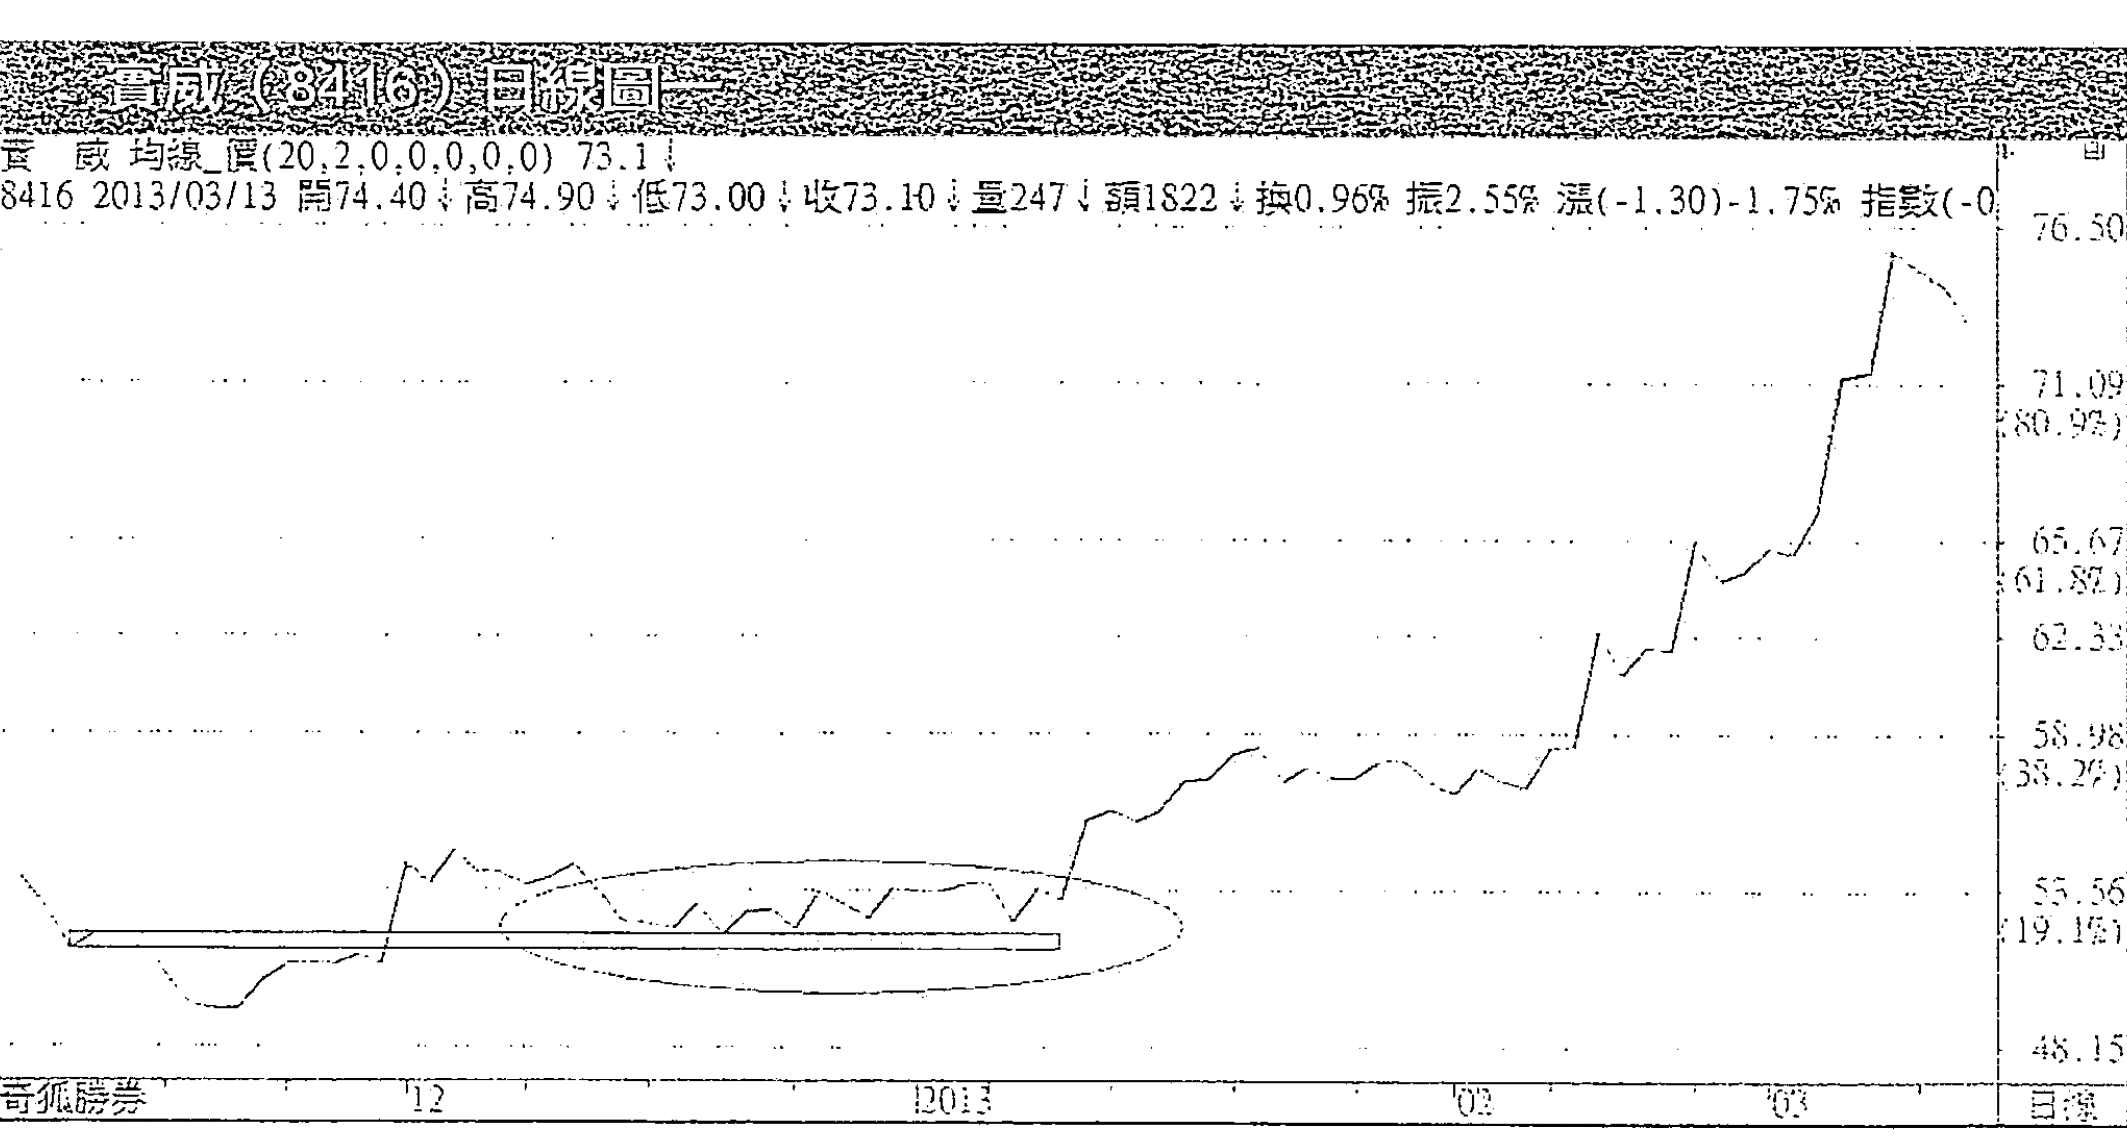 實威（8416）日線圖一
實 威 均線_價(20,2,0,0,0,0,0) 73.1↓
8416 2013/03/13 開74.40↓高74.90↓低73.00↓收73.10↓量247↓額1822↓換0.96% 振2.55% 漲(-1.30)-1.75% 指數(-0
76.50
71.09
(80.9%)
65.67
(61.8%)
62.33
58.98
(38.2%)
53.56
(19.1%)
48.15
奇狐勝券 12 2013 02 03 日線